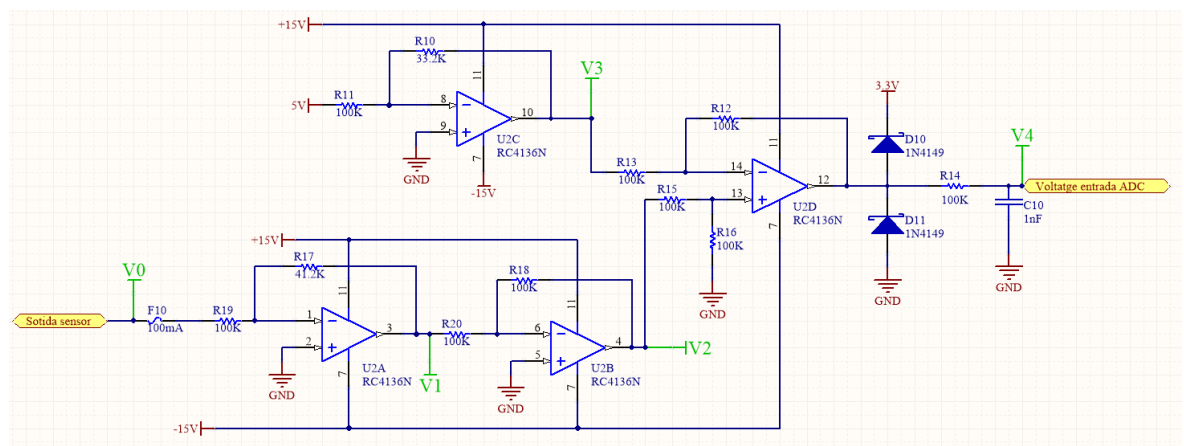 +15V
R10
33.2K
11
V3
R11
5V
100K
8
9
10
7
U2C
RC4136N
GND
-15V
R12
100K
3.3V
D10
1N4149
V4
R13
100K
14
11
12
R15
100K
13
U2D
RC4136N
7
R16
100K
GND
R14
100K
Voltatge entrada ADC
C10
1nF
D11
1N4149
GND
GND
+15V
V0
R17
41.2K
R18
100K
11
11
Sotida sensor
F10
100mA
R19
100K
1
2
3
R20
100K
6
5
4
V2
V1
U2A
RC4136N
7
U2B
RC4136N
7
GND
GND
-15V